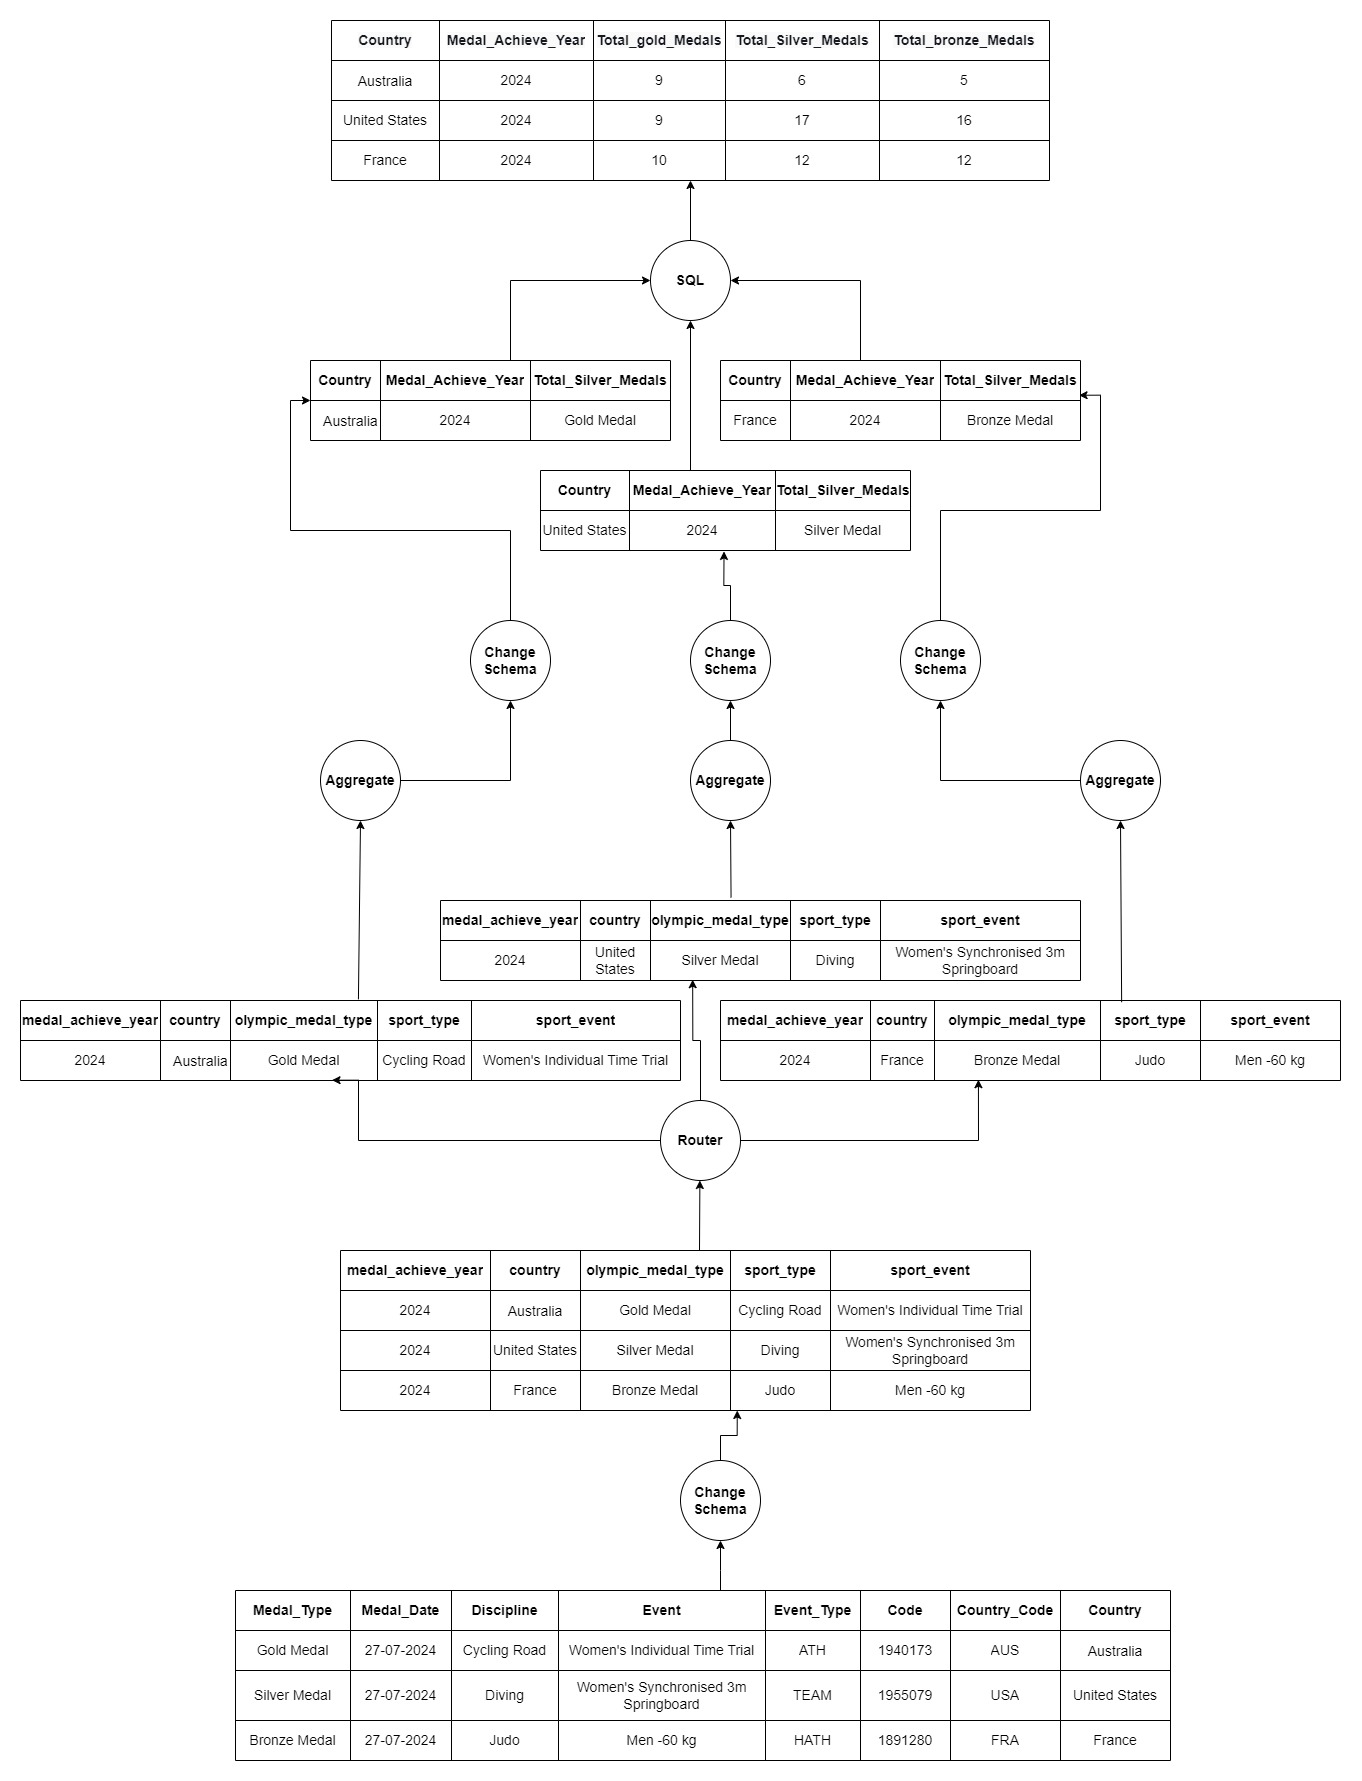 Country Medal_Achieve_Year Total_gold_Medals Total_Silver_Medals Total_bronze_Medals
Australia 2024 9 6 5
United States 2024 9 17 16
France 2024 10 12 12
SQL
Country Medal_Achieve_Year Total_Silver_Medals
Australia 2024 Gold Medal
Country Medal_Achieve_Year Total_Silver_Medals
France 2024 Bronze Medal
Country Medal_Achieve_Year Total_Silver_Medals
United States 2024 Silver Medal
Change
Schema
Change
Schema
Change
Schema
Aggregate
Aggregate
Aggregate
medal_achieve_year country olympic_medal_type sport_type sport_event
2024 United
States Silver Medal Diving Women's Synchronised 3m
Springboard
medal_achieve_year country olympic_medal_type sport_type sport_event
2024 Australia Gold Medal Cycling Road Women's Individual Time Trial
medal_achieve_year country olympic_medal_type sport_type sport_event
2024 France Bronze Medal Judo Men -60 kg
Router
medal_achieve_year country olympic_medal_type sport_type sport_event
2024 Australia Gold Medal Cycling Road Women's Individual Time Trial
2024 United States Silver Medal Diving Women's Synchronised 3m
Springboard
2024 France Bronze Medal Judo Men -60 kg
Change
Schema
Medal_Type Medal_Date Discipline Event Event_Type Code Country_Code Country
Gold Medal 27-07-2024 Cycling Road Women's Individual Time Trial ATH 1940173 AUS Australia
Silver Medal 27-07-2024 Diving Women's Synchronised 3m
Springboard TEAM 1955079 USA United States
Bronze Medal 27-07-2024 Judo Men -60 kg HATH 1891280 FRA France